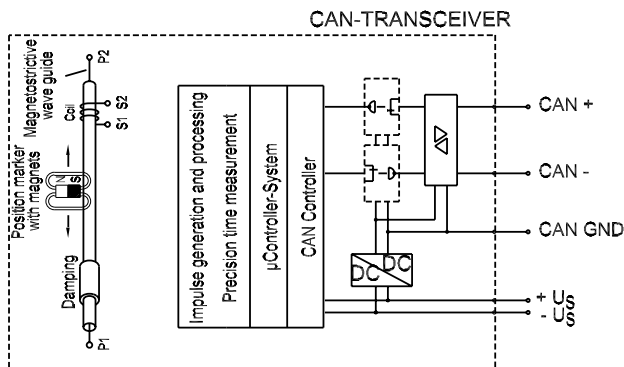 CAN-TRANSCEIVER
P2
Magnetostrictive
wave guide
Coil
S2
S1
Position marker
with magnets
N
S
Damping
P1
Impulse generation and processing
Precision time measurement
µController-System
CAN Controller
DC
DC
CAN +
CAN -
CAN GND
+ US
- US